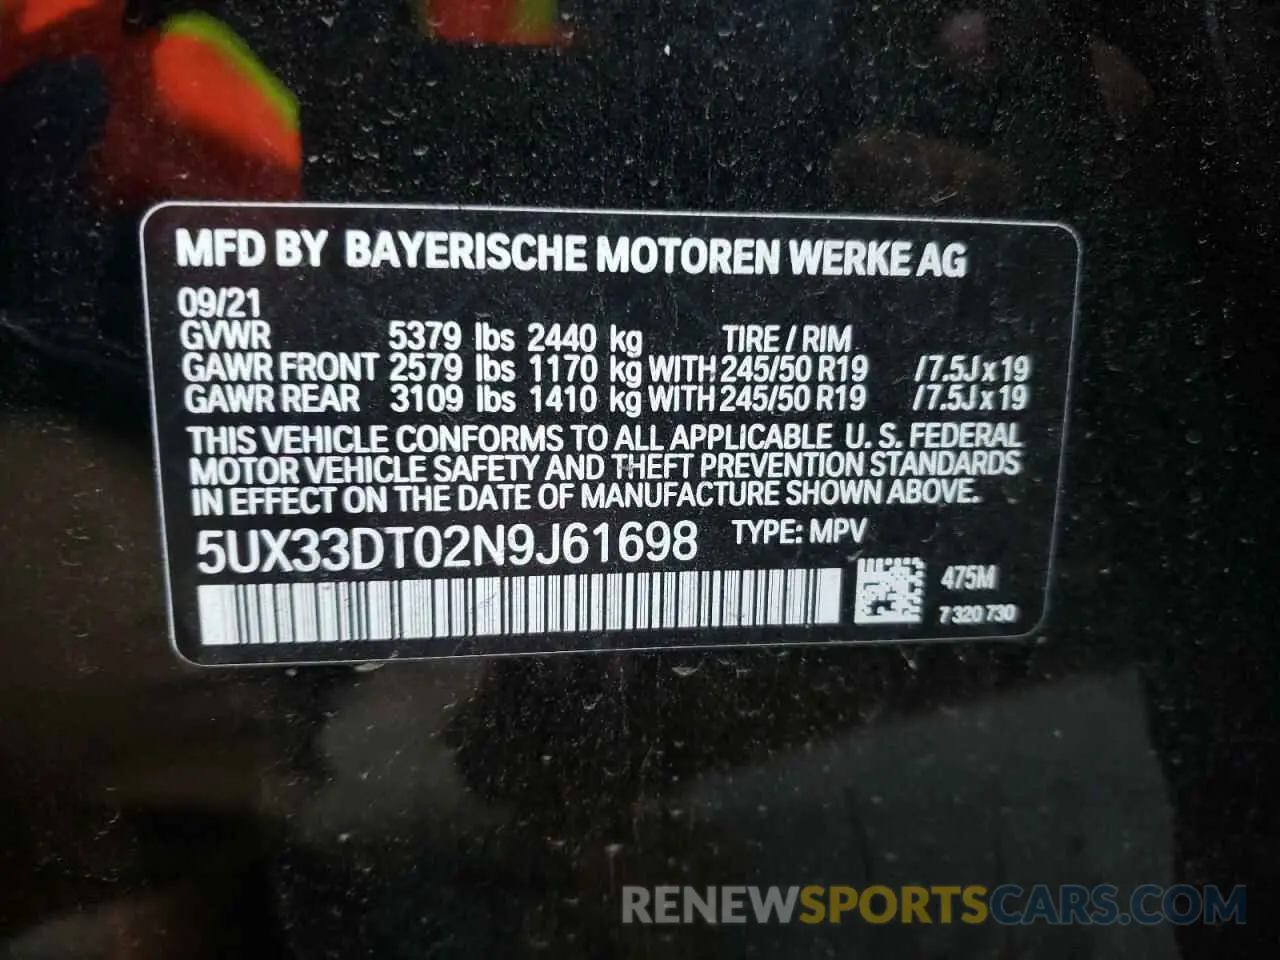 MFD BY BAYERISCHE MOTOREN WERKE AG
09/21
GVWR 5379 lbs 2440 kg TIRE / RIM
GAWR FRONT 2579 lbs 1170 kg WITH 245/50 R19 /7.5J x 19
GAWR REAR 3109 lbs 1410 kg WITH 245/50 R19 /7.5J x 19
THIS VEHICLE CONFORMS TO ALL APPLICABLE U. S. FEDERAL
MOTOR VEHICLE SAFETY AND THEFT PREVENTION STANDARDS
IN EFFECT ON THE DATE OF MANUFACTURE SHOWN ABOVE.
5UX33DT02N9J61698 TYPE: MPV
475M
7 320 730
RENEWSPORTSCARS.COM